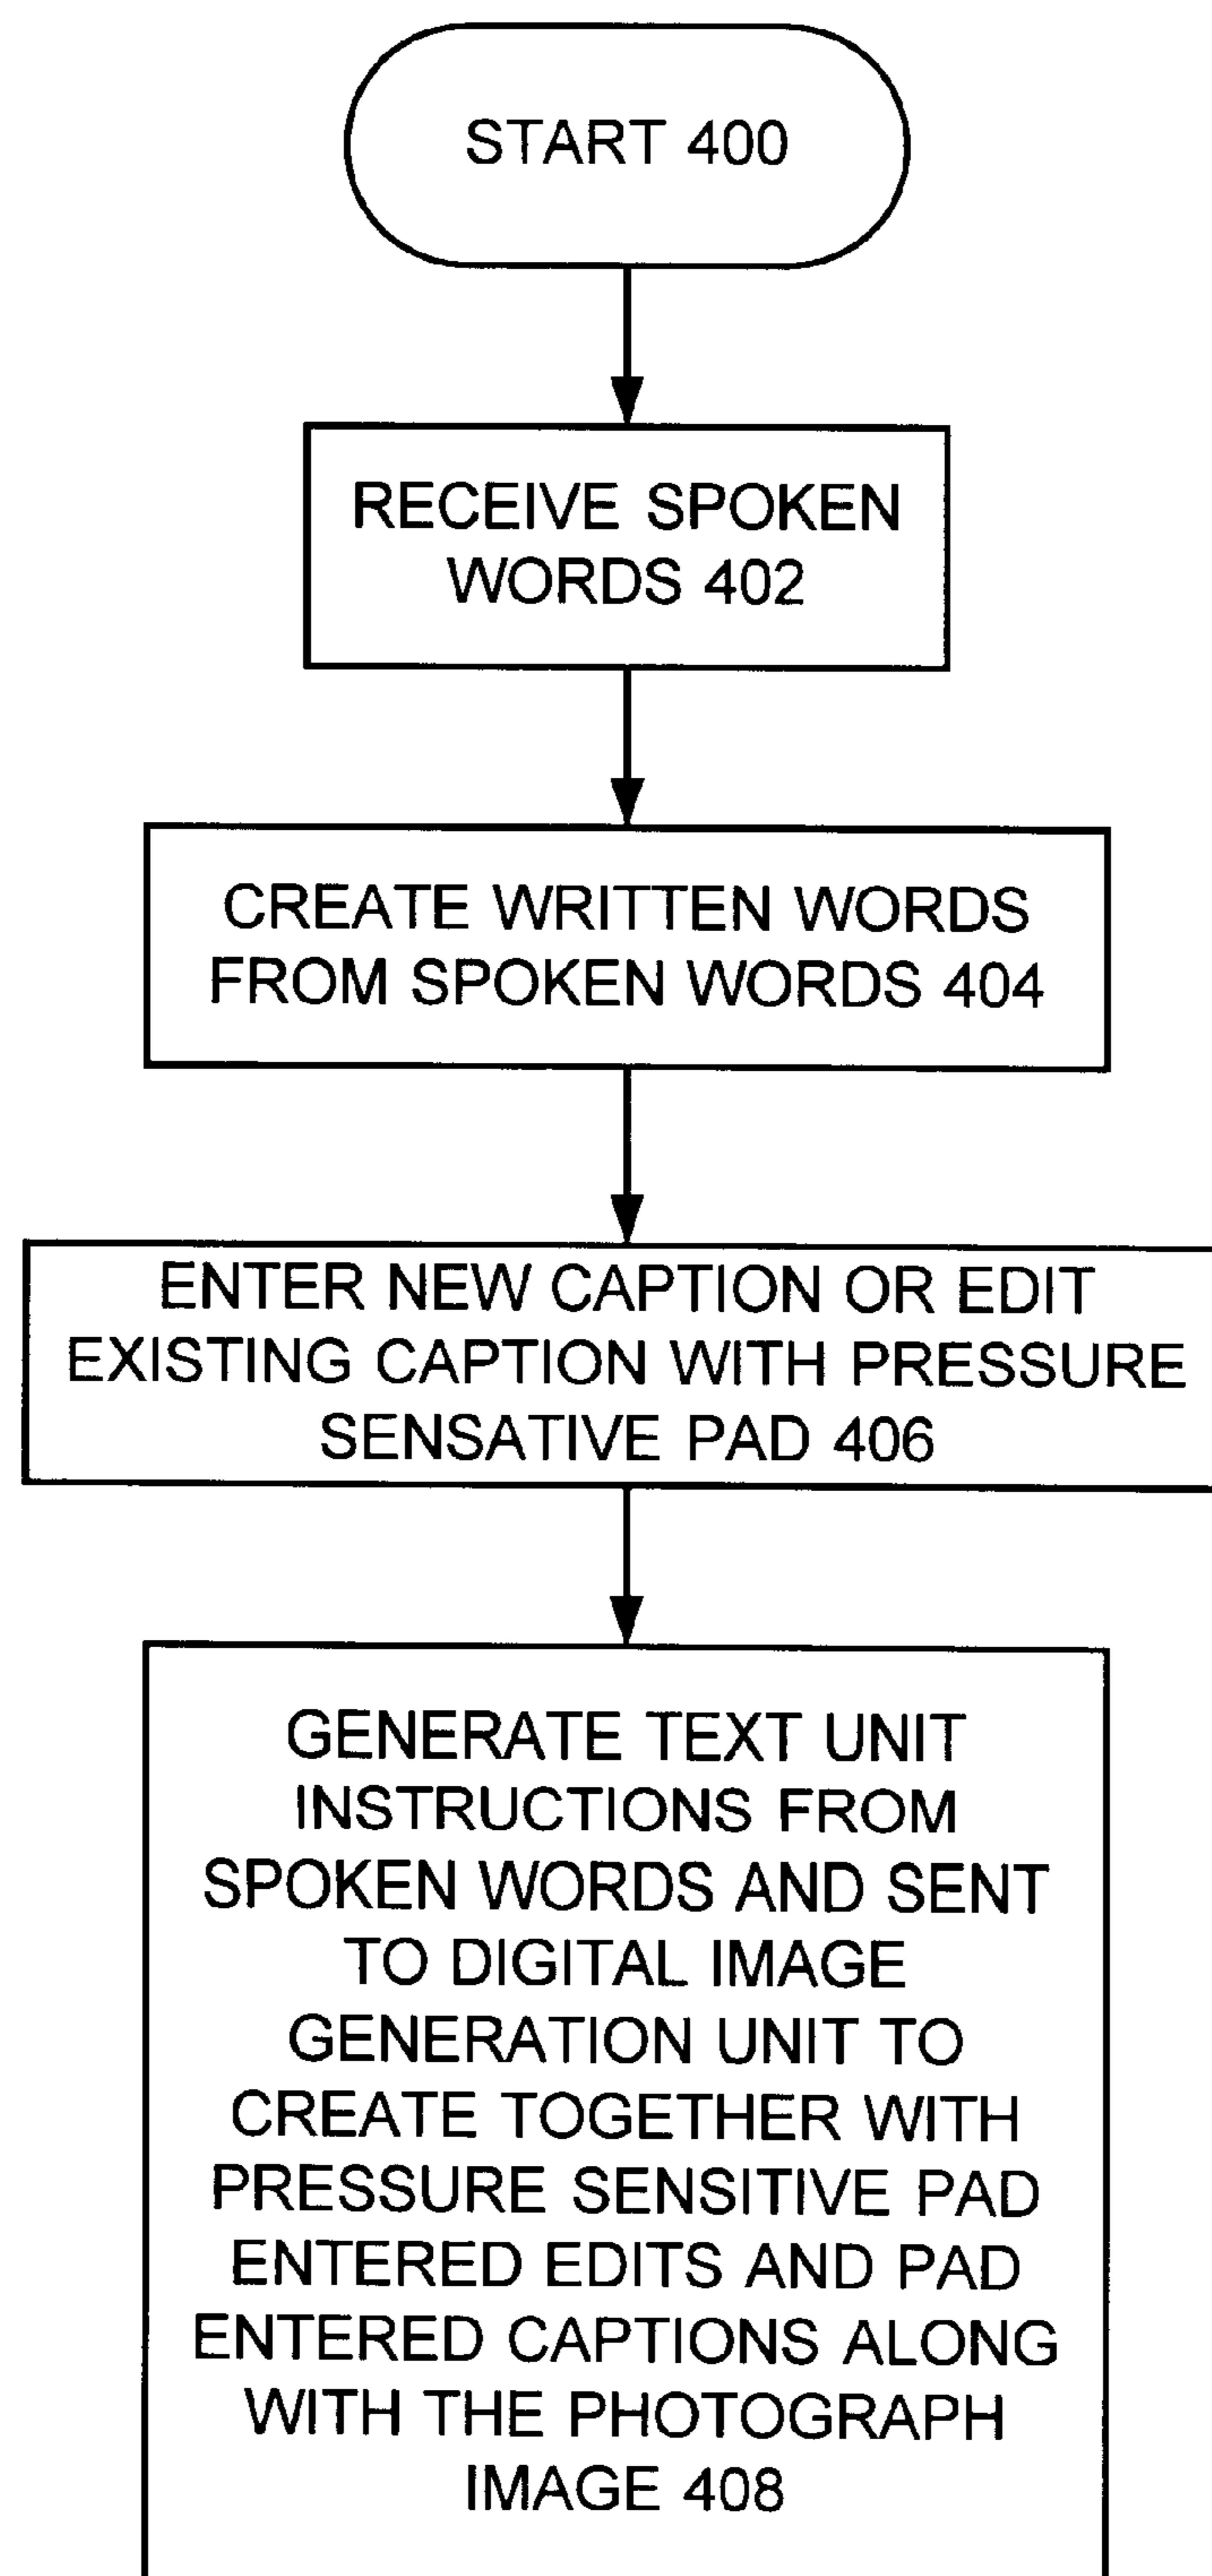 START 400
RECEIVE SPOKEN
WORDS 402
CREATE WRITTEN WORDS
FROM SPOKEN WORDS 404
ENTER NEW CAPTION OR EDIT
EXISTING CAPTION WITH PRESSURE
SENSATIVE PAD 406
GENERATE TEXT UNIT
INSTRUCTIONS FROM
SPOKEN WORDS AND SENT
TO DIGITAL IMAGE
GENERATION UNIT TO
CREATE TOGETHER WITH
PRESSURE SENSITIVE PAD
ENTERED EDITS AND PAD
ENTERED CAPTIONS ALONG
WITH THE PHOTOGRAPH
IMAGE 408